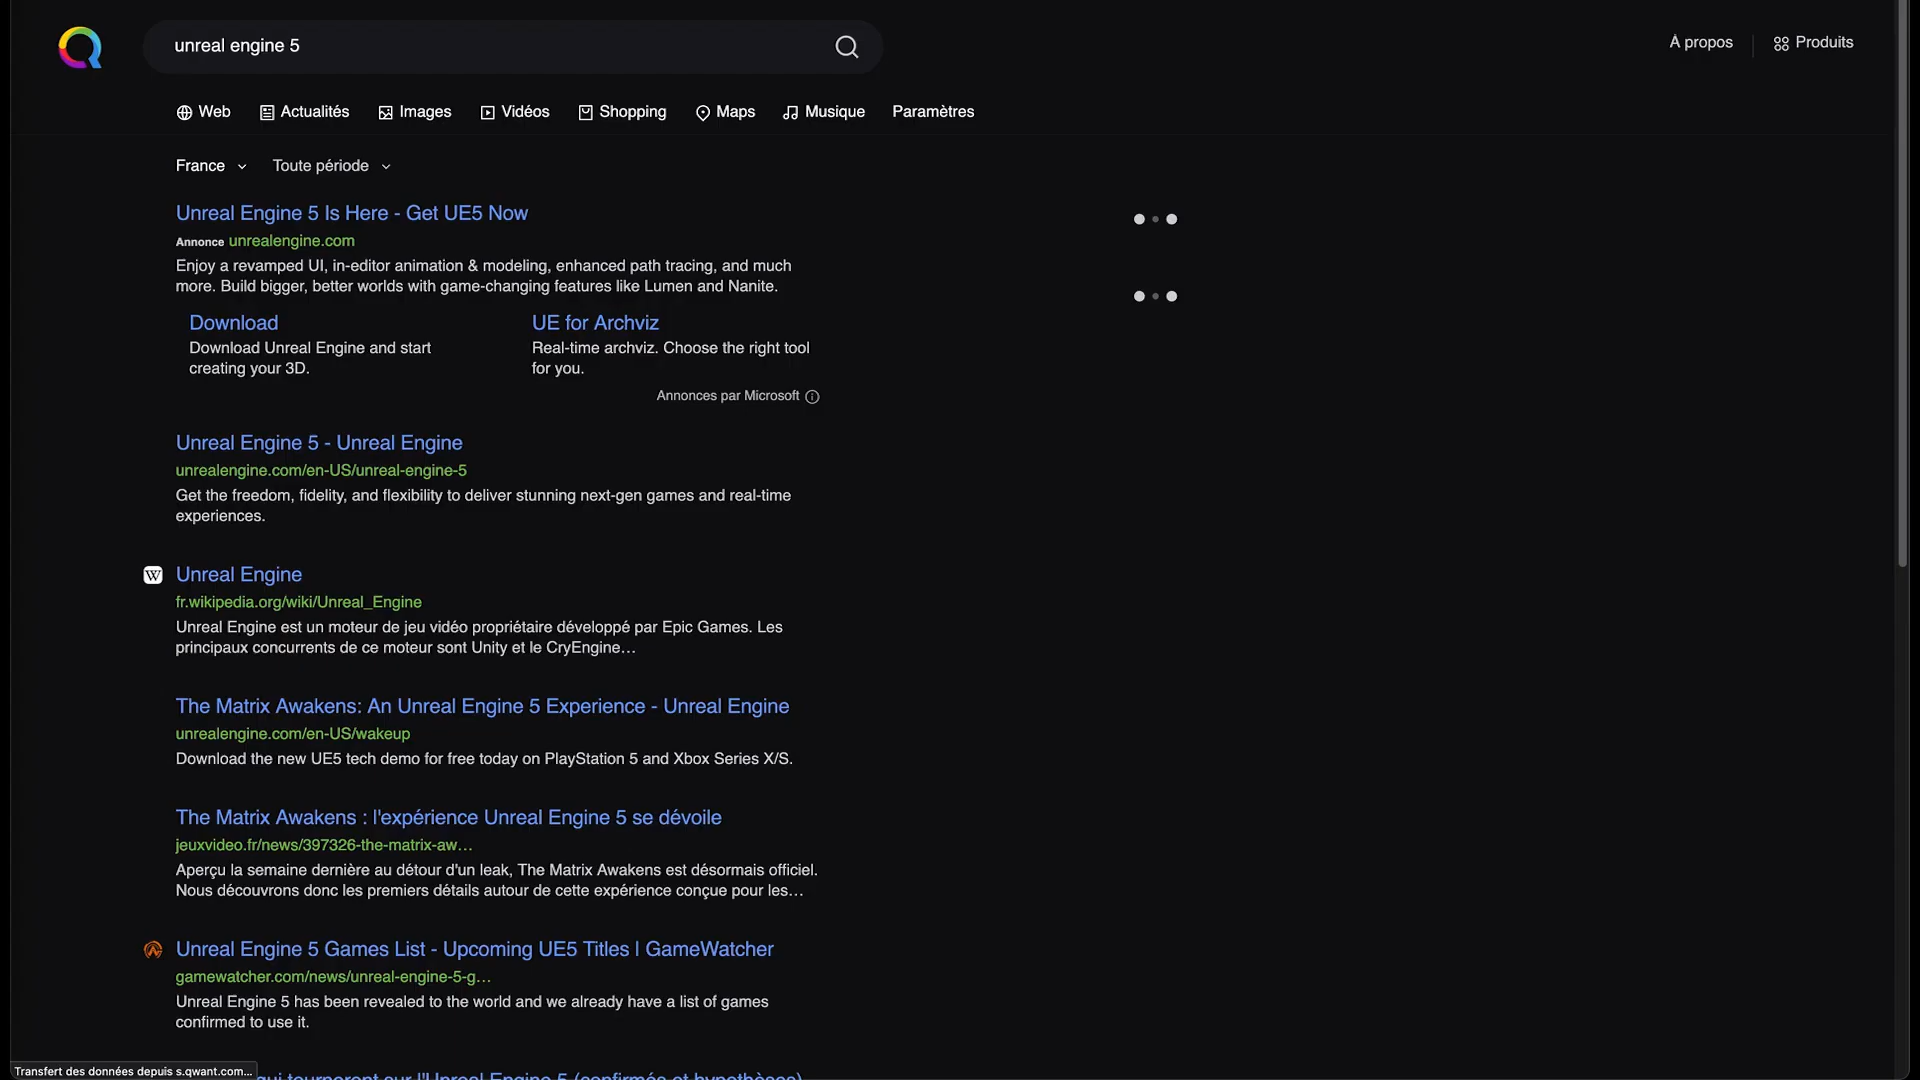 unreal engine 5
À propos
Produits
Web
Actualités
Images
Vidéos
Shopping
Maps
Musique
Paramètres
France
Toute période
Unreal Engine 5 Is Here - Get UE5 Now
Annonce unrealengine.com
Enjoy a revamped UI, in-editor animation & modeling, enhanced path tracing, and much
more. Build bigger, better worlds with game-changing features like Lumen and Nanite.
Download
Download Unreal Engine and start
creating your 3D.
UE for Archviz
Real-time archviz. Choose the right tool
for you.
Annonces par Microsoft
Unreal Engine 5 - Unreal Engine
unrealengine.com/en-US/unreal-engine-5
Get the freedom, fidelity, and flexibility to deliver stunning next-gen games and real-time
experiences.
W
Unreal Engine
fr.wikipedia.org/wiki/Unreal_Engine
Unreal Engine est un moteur de jeu vidéo propriétaire développé par Epic Games. Les
principaux concurrents de ce moteur sont Unity et le CryEngine…
The Matrix Awakens: An Unreal Engine 5 Experience - Unreal Engine
unrealengine.com/en-US/wakeup
Download the new UE5 tech demo for free today on PlayStation 5 and Xbox Series X/S.
The Matrix Awakens : l'expérience Unreal Engine 5 se dévoile
jeuxvideo.fr/news/397326-the-matrix-aw…
Aperçu la semaine dernière au détour d'un leak, The Matrix Awakens est désormais officiel.
Nous découvrons donc les premiers détails autour de cette expérience conçue pour les…
Unreal Engine 5 Games List - Upcoming UE5 Titles | GameWatcher
gamewatcher.com/news/unreal-engine-5-g…
Unreal Engine 5 has been revealed to the world and we already have a list of games
confirmed to use it.
Transfert des données depuis s.qwant.com…
qui tourneront sur l'Unreal Engine 5 (confirmés et hypothèses)